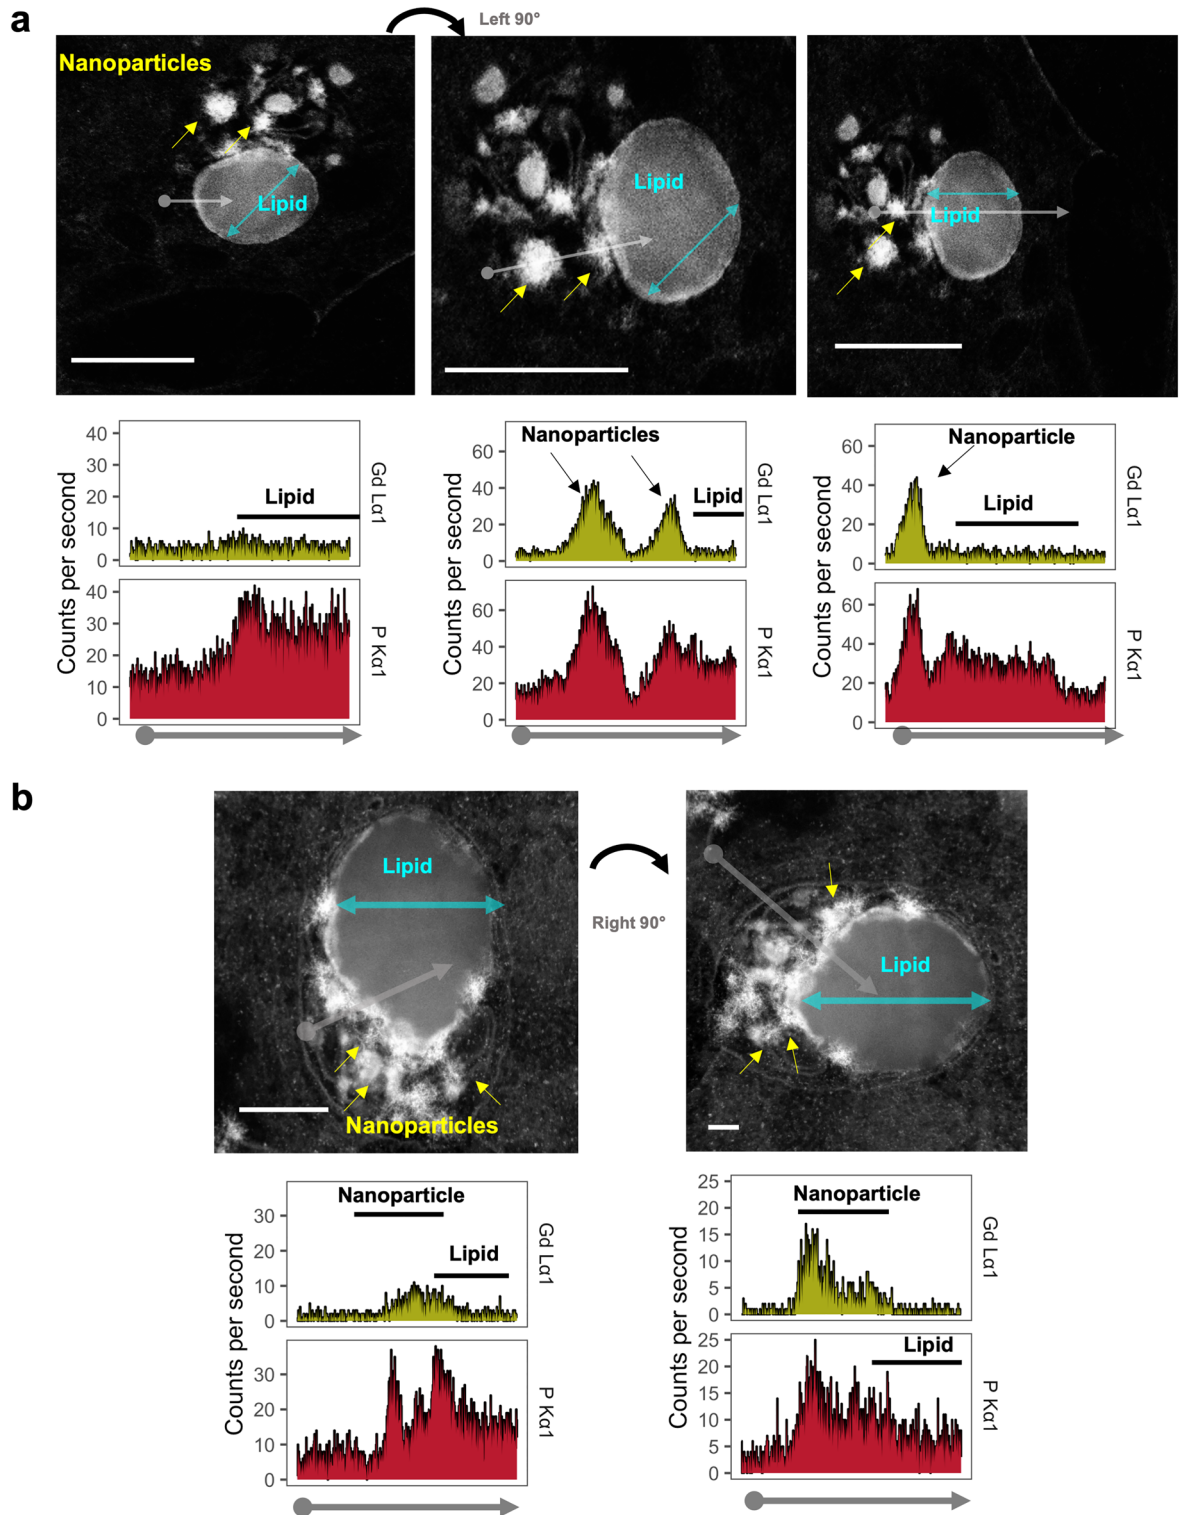 a
Left 90°
Nanoparticles
Lipid
Lipid
Lipid
Counts per second
40
30
20
10
0
Lipid
Gd Lα1
40
30
20
10
0
P Kα1
Counts per second
60
40
20
0
Nanoparticles
Lipid
Gd Lα1
60
40
20
0
P Kα1
Counts per second
60
40
20
0
Nanoparticle
Lipid
Gd Lα1
60
40
20
0
P Kα1
b
Lipid
Nanoparticles
Right 90°
Lipid
Counts per second
30
20
10
0
Nanoparticle
Lipid
Gd Lα1
30
20
10
0
P Kα1
Counts per second
25
20
15
10
5
0
Nanoparticle
Gd Lα1
25
20
15
10
5
0
Lipid
P Kα1